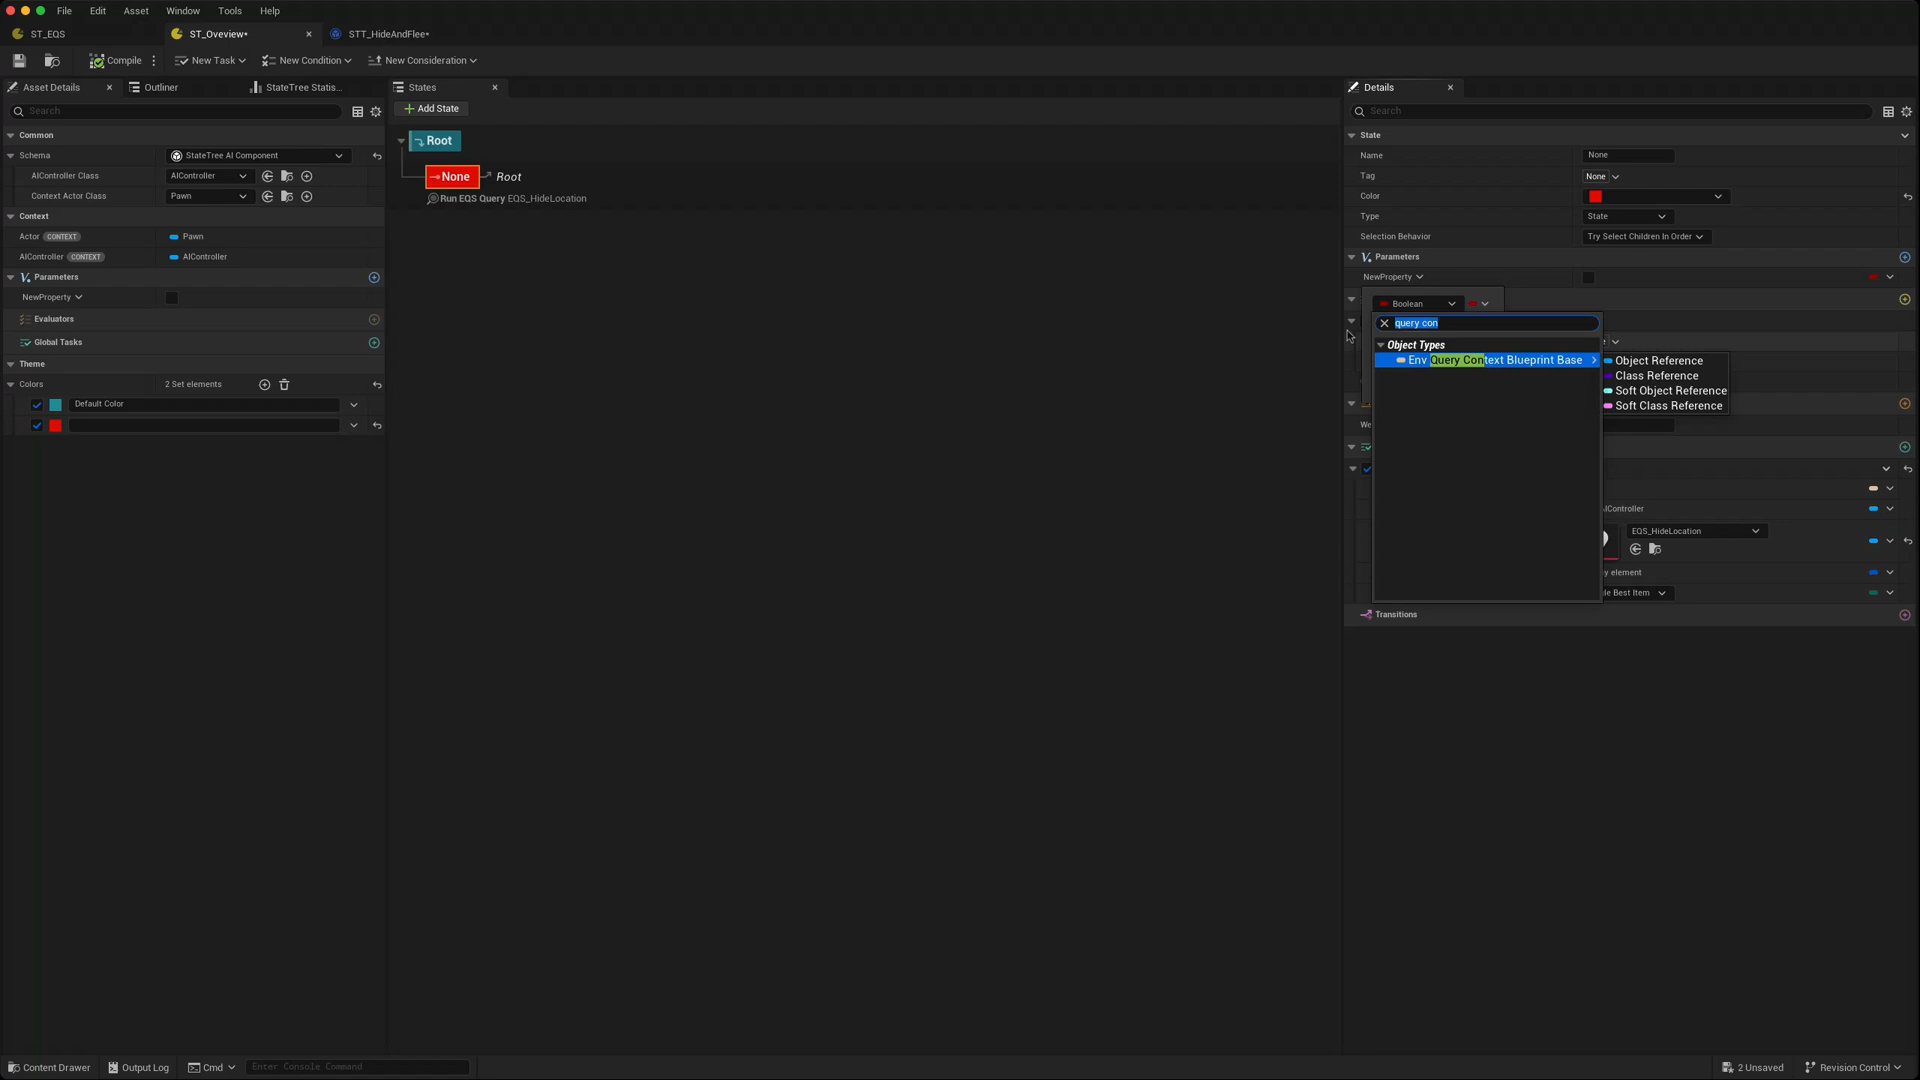 File Edit Asset Window Tools Help
ST_EQS ST_Oveview* STT_HideAndFlee*
Compile New Task New Condition New Consideration
Asset Details Outliner StateTree Statis...
Search
Common
Schema StateTree AI Component
AIController Class AIController
Context Actor Class Pawn
Context
Actor CONTEXT Pawn
AIController CONTEXT AIController
Parameters
NewProperty
Evaluators
Global Tasks
Theme
Colors 2 Set elements
Default Color
States
Add State
Root
None Root
Run EQS Query EQS_HideLocation
Details
Search
State
Name None
Tag None
Color
Type State
Selection Behavior Try Select Children In Order
Parameters
NewProperty
Boolean
query con
Object Types
Env Query Context Blueprint Base
Object Reference
Class Reference
Soft Object Reference
Soft Class Reference
We
AIController
EQS_HideLocation
y element
le Best Item
Transitions
Content Drawer Output Log Cmd Enter Console Command
2 Unsaved Revision Control